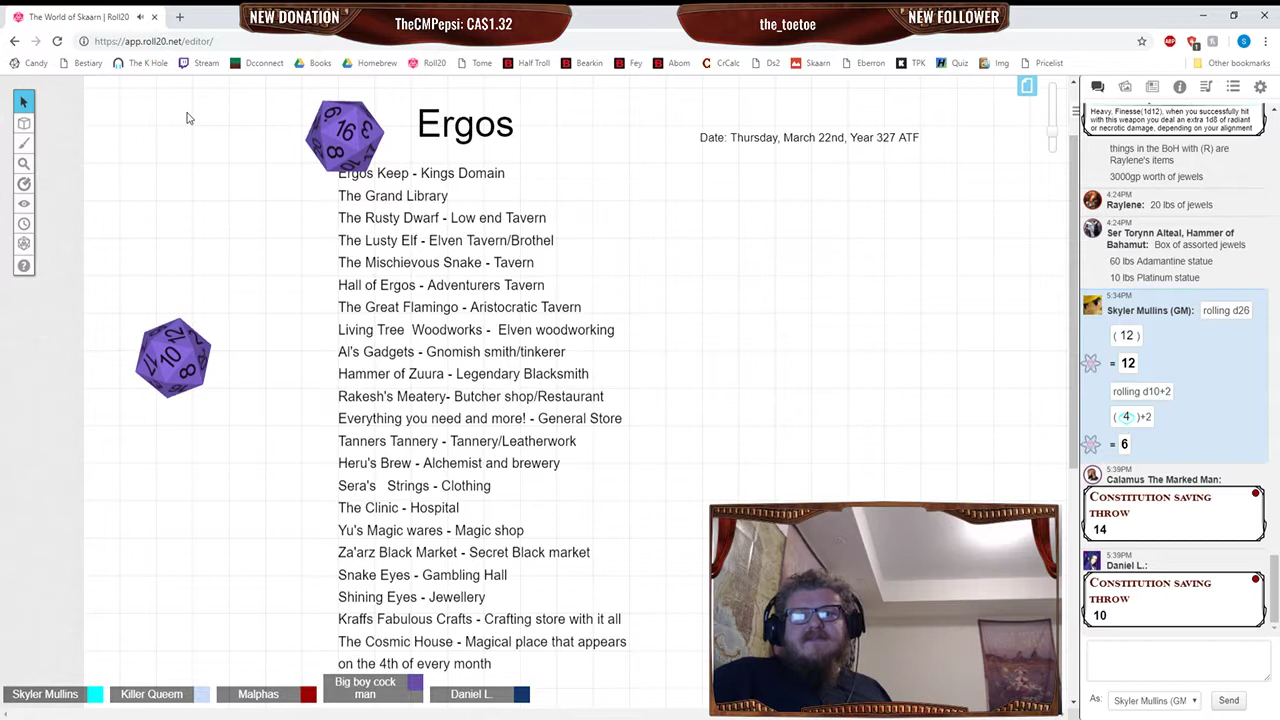 NEW DONATION
TheCMPepsi: CA$1.32
the_toetoe
NEW FOLLOWER
The World of Skaarn | Roll20
https://app.roll20.net/editor/
Candy
Bestiary
The K Hole
Stream
Dcconnect
Books
Homebrew
Roll20
Tome
Half Troll
Bearkin
Fey
Abom
CrCalc
Ds2
Skaarn
Eberron
TPK
Quiz
Img
Pricelist
Other bookmarks
Ergos
Date: Thursday, March 22nd, Year 327 ATF
Ergos Keep - Kings Domain
The Grand Library
The Rusty Dwarf - Low end Tavern
The Lusty Elf - Elven Tavern/Brothel
The Mischievous Snake - Tavern
Hall of Ergos - Adventurers Tavern
The Great Flamingo - Aristocratic Tavern
Living Tree Woodworks - Elven woodworking
Al's Gadgets - Gnomish smith/tinkerer
Hammer of Zuura - Legendary Blacksmith
Rakesh's Meatery- Butcher shop/Restaurant
Everything you need and more! - General Store
Tanners Tannery - Tannery/Leatherwork
Heru's Brew - Alchemist and brewery
Sera's Strings - Clothing
The Clinic - Hospital
Yu's Magic wares - Magic shop
Za'arz Black Market - Secret Black market
Snake Eyes - Gambling Hall
Shining Eyes - Jewellery
Kraffs Fabulous Crafts - Crafting store with it all
The Cosmic House - Magical place that appears
on the 4th of every month
16
8
10
12
17
8
Skyler Mullins
Killer Queem
Malphas
Big boy cock
man
Daniel L.
Heavy, Finesse(1d12), when you successfully hit
with this weapon you deal an extra 1d8 of radiant
or necrotic damage, depending on your alignment
things in the BoH with (R) are
Raylene's items
3000gp worth of jewels
4:24PM
Raylene: 20 lbs of jewels
4:24PM
Ser Torynn Alteal, Hammer of
Bahamut: Box of assorted jewels
60 lbs Adamantine statue
10 lbs Platinum statue
5:34PM
Skyler Mullins (GM): rolling d26
( 12 )
= 12
rolling d10+2
( 4 )+2
= 6
5:39PM
Calamus The Marked Man:
CONSTITUTION SAVING
THROW
14
5:39PM
Daniel L.:
CONSTITUTION SAVING
THROW
10
As: Skyler Mullins (GM
Send